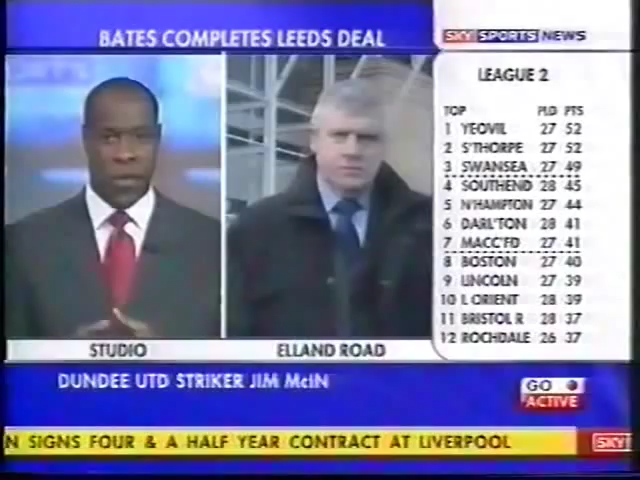 BATES COMPLETES LEEDS DEAL
SKY SPORTS NEWS
LEAGUE 2
TOP PLD PTS
1 YEOVIL 27 52
2 S'THORPE 27 52
3 SWANSEA 27 49
4 SOUTHEND 28 45
5 N'HAMPTON 27 44
6 DARL'TON 28 41
7 MACC'FD 27 41
8 BOSTON 27 40
9 LINCOLN 27 39
10 L ORIENT 28 39
11 BRISTOL R 28 37
12 ROCHDALE 26 37
STUDIO
ELLAND ROAD
DUNDEE UTD STRIKER JIM McIN
GO
ACTIVE
N SIGNS FOUR & A HALF YEAR CONTRACT AT LIVERPOOL
SKY